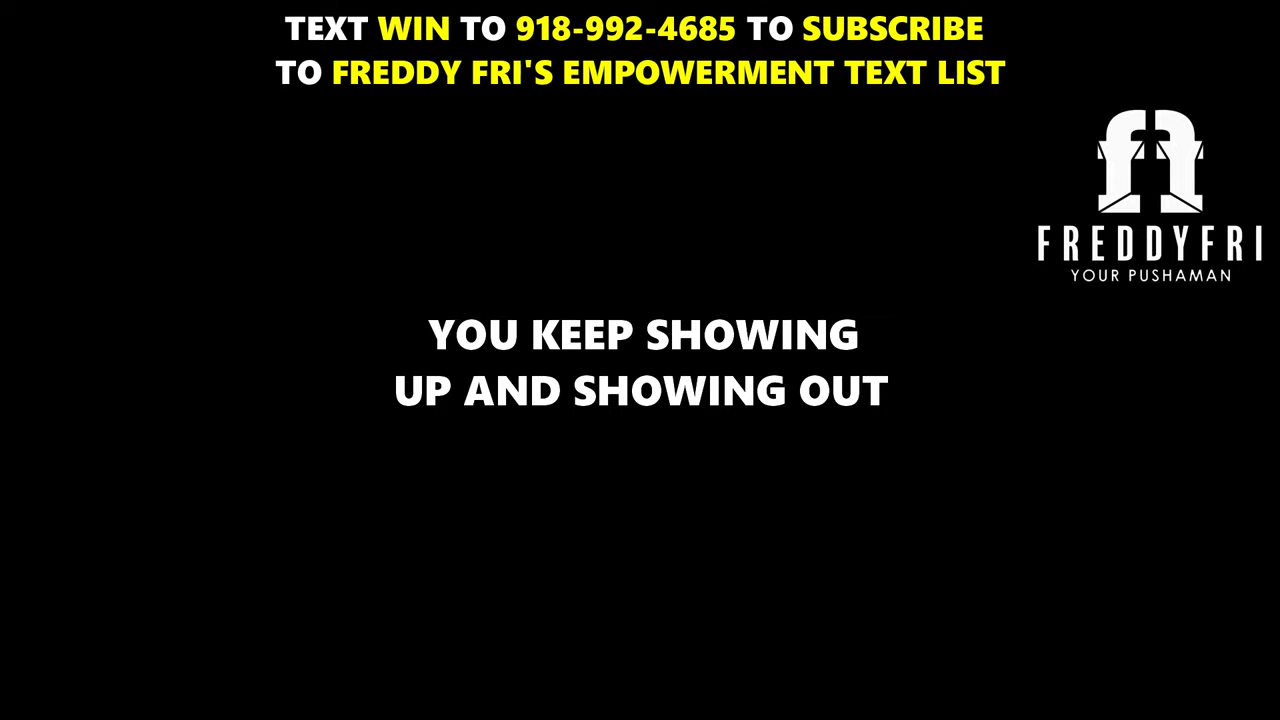 TEXT WIN TO 918-992-4685 TO SUBSCRIBE
TO FREDDY FRI'S EMPOWERMENT TEXT LIST
FREDDYFRI
YOUR PUSHAMAN
YOU KEEP SHOWING
UP AND SHOWING OUT